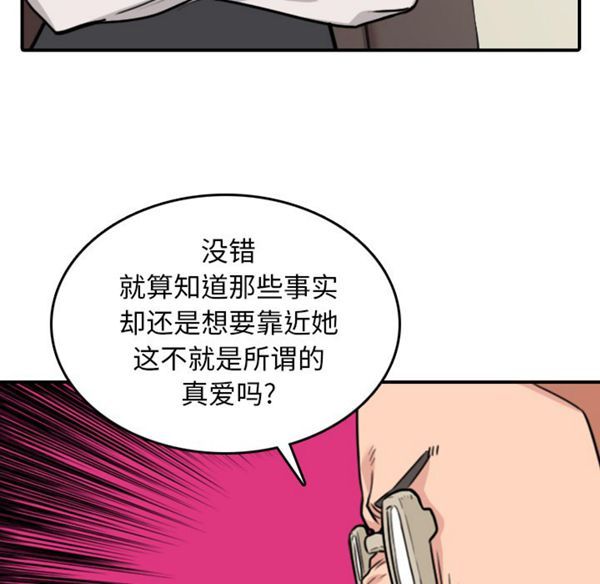 没错
就算知道那些事实
却还是想要靠近她
这不就是所谓的
真爱吗?